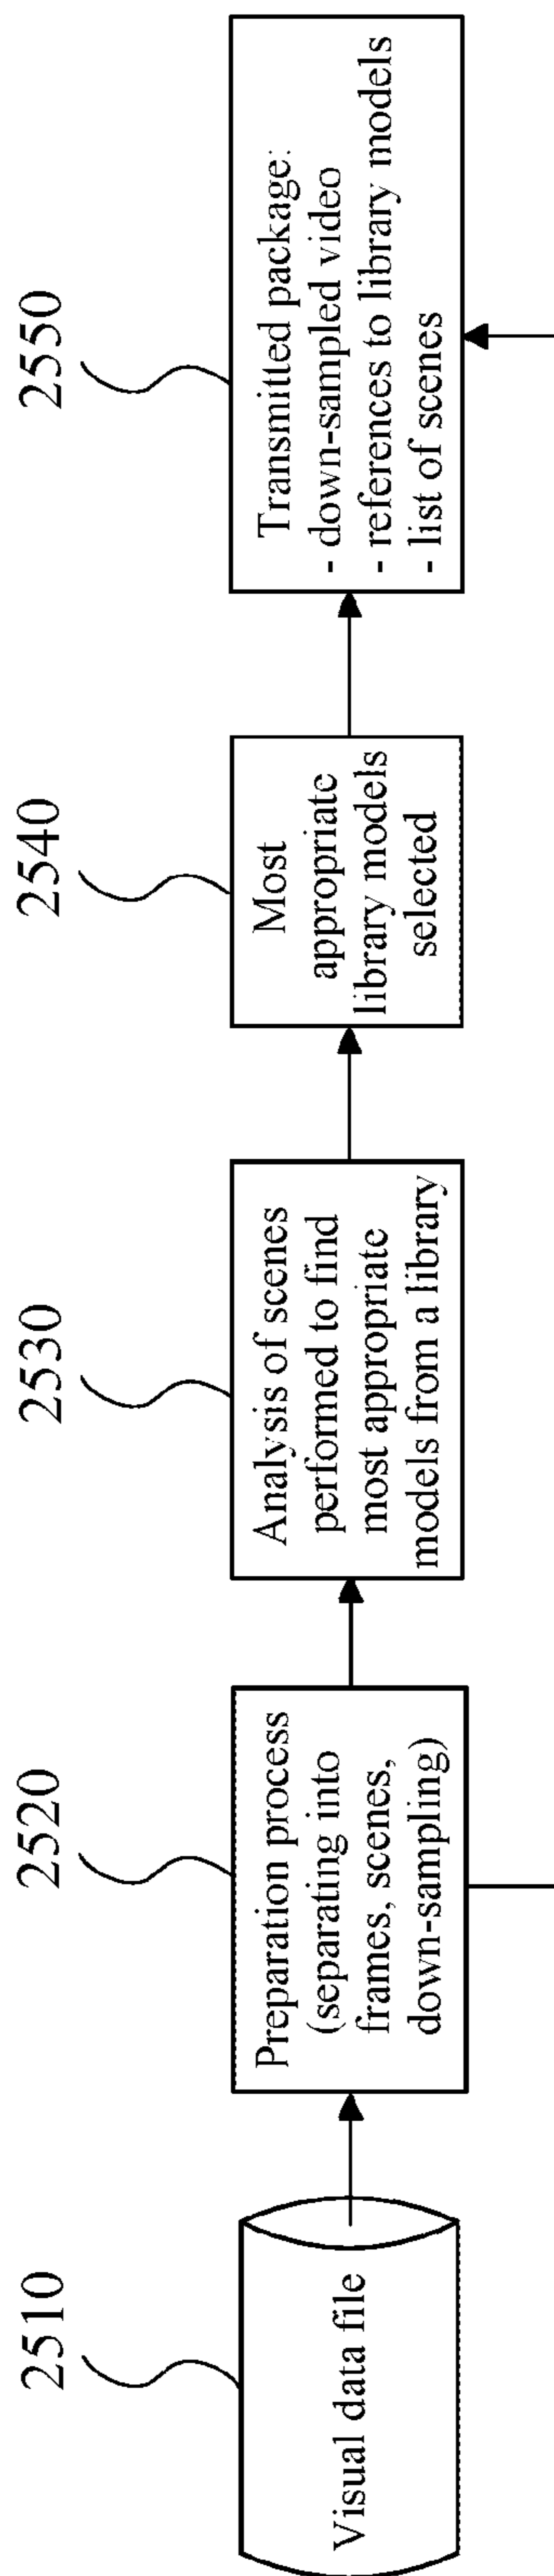 2510
Visual data file
2520
Preparation process
(separating into
frames, scenes,
down-sampling)
2530
Analysis of scenes
performed to find
most appropriate
models from a library
2540
Most
appropriate
library models
selected
2550
Transmitted package:
- down-sampled video
- references to library models
- list of scenes